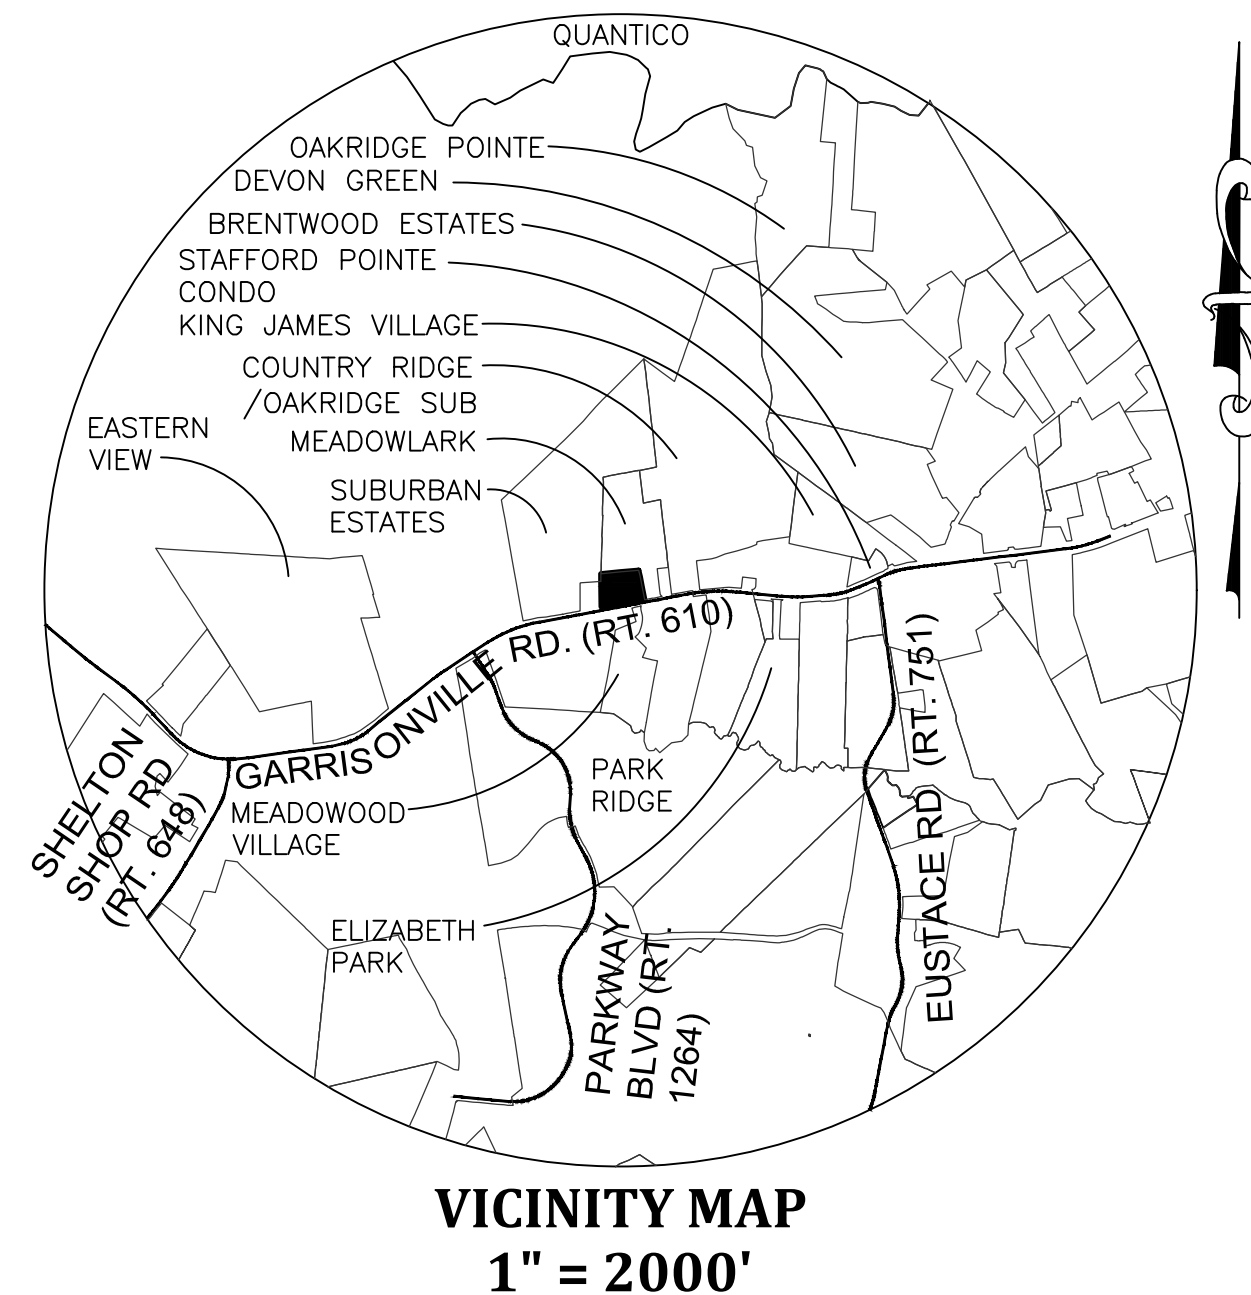 QUANTICO
OAKRIDGE POINTE
DEVON GREEN
BRENTWOOD ESTATES
STAFFORD POINTE
CONDO
KING JAMES VILLAGE
COUNTRY RIDGE
/OAKRIDGE SUB
EASTERN
VIEW
MEADOWLARK
SUBURBAN
ESTATES
GARRISONVILLE RD. (RT. 610)
EUSTACE RD (RT. 751)
SHELTON
SHOP RD
(RT. 648)
PARK
RIDGE
MEADOWOOD
VILLAGE
ELIZABETH
PARK
PARKWAY
BLVD (RT.
1264)
VICINITY MAP
1" = 2000'